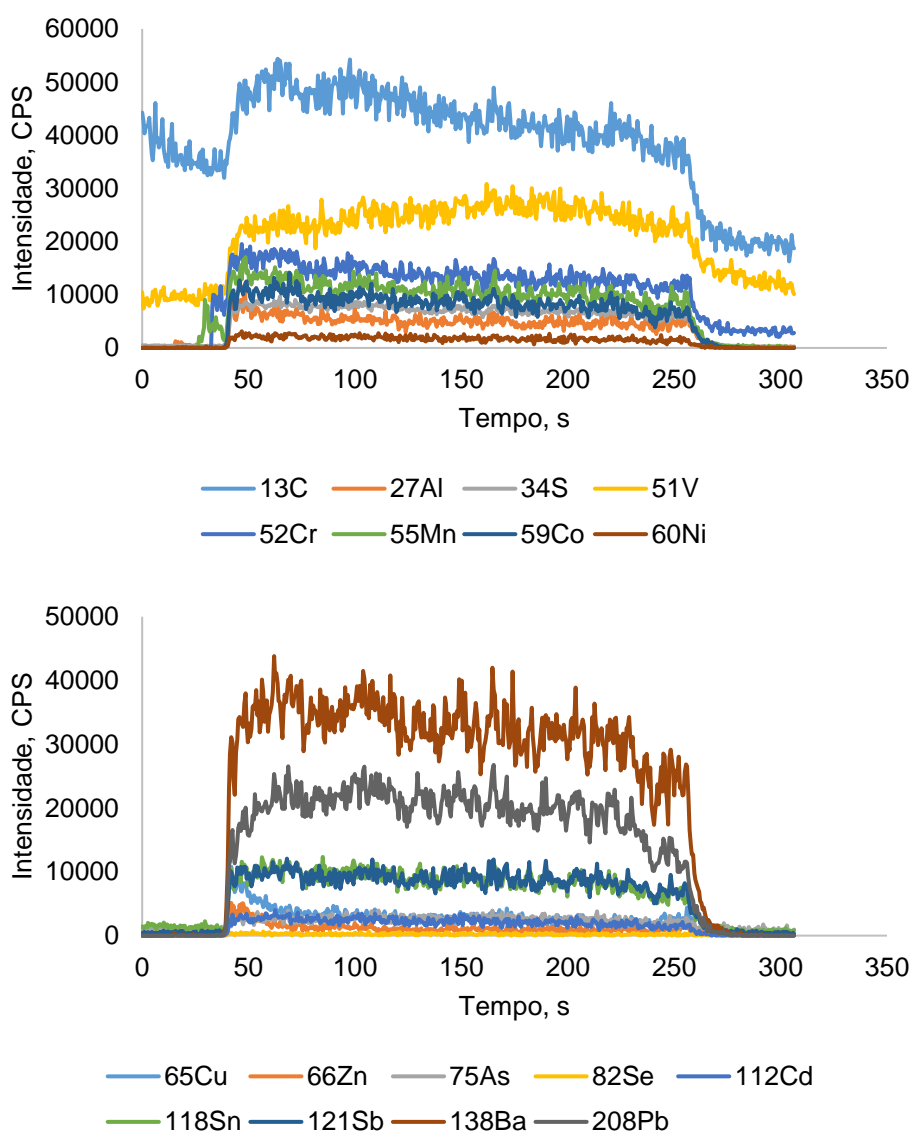 60000
50000
40000
30000
20000
10000
0
Intensidade, CPS
0 50 100 150 200 250 300 350
Tempo, s
13C 27Al 34S 51V
52Cr 55Mn 59Co 60Ni
50000
40000
30000
20000
10000
0
Intensidade, CPS
0 50 100 150 200 250 300 350
Tempo, s
65Cu 66Zn 75As 82Se 112Cd
118Sn 121Sb 138Ba 208Pb